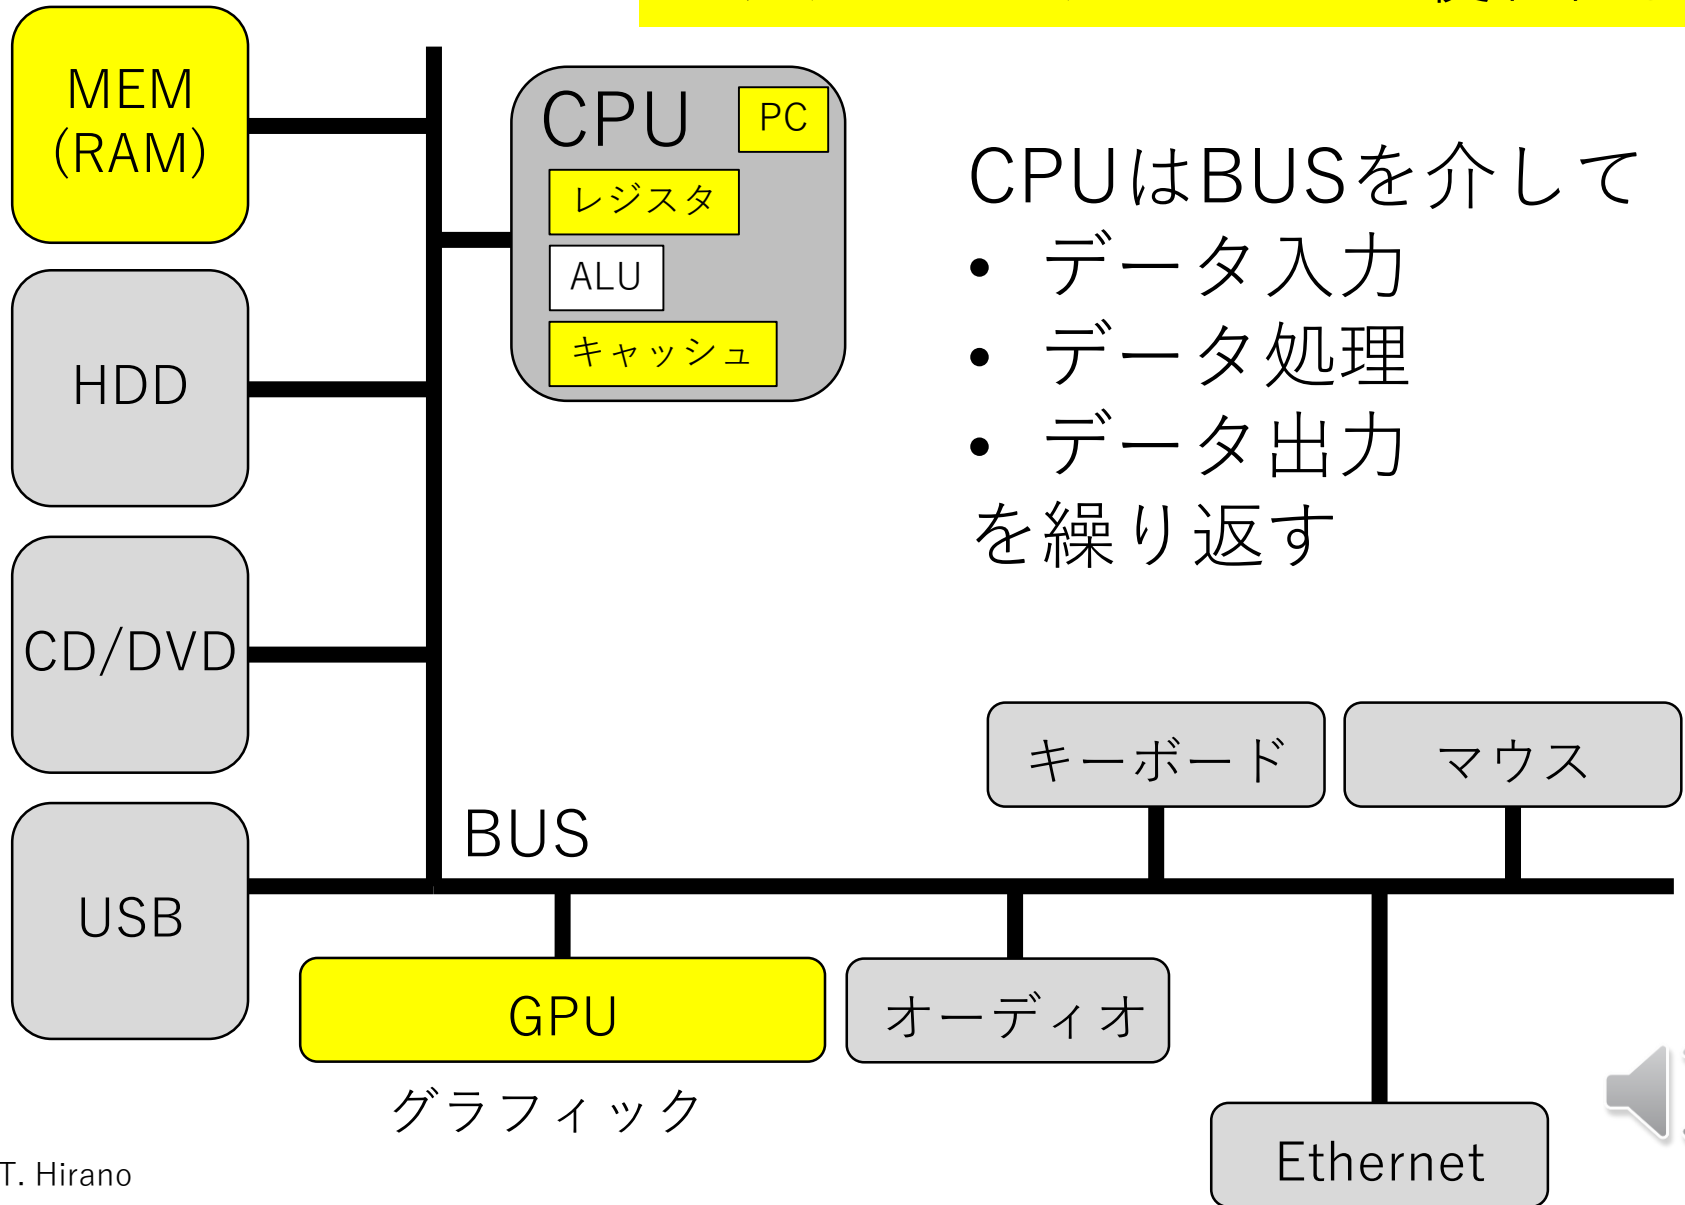 MEM
(RAM)
CPU
PC
レジスタ
ALU
キャッシュ
CPUはBUSを介して
• データ入力
• データ処理
• データ出力
を繰り返す
HDD
CD/DVD
キーボード
マウス
BUS
USB
GPU
オーディオ
グラフィック
Ethernet
T. Hirano